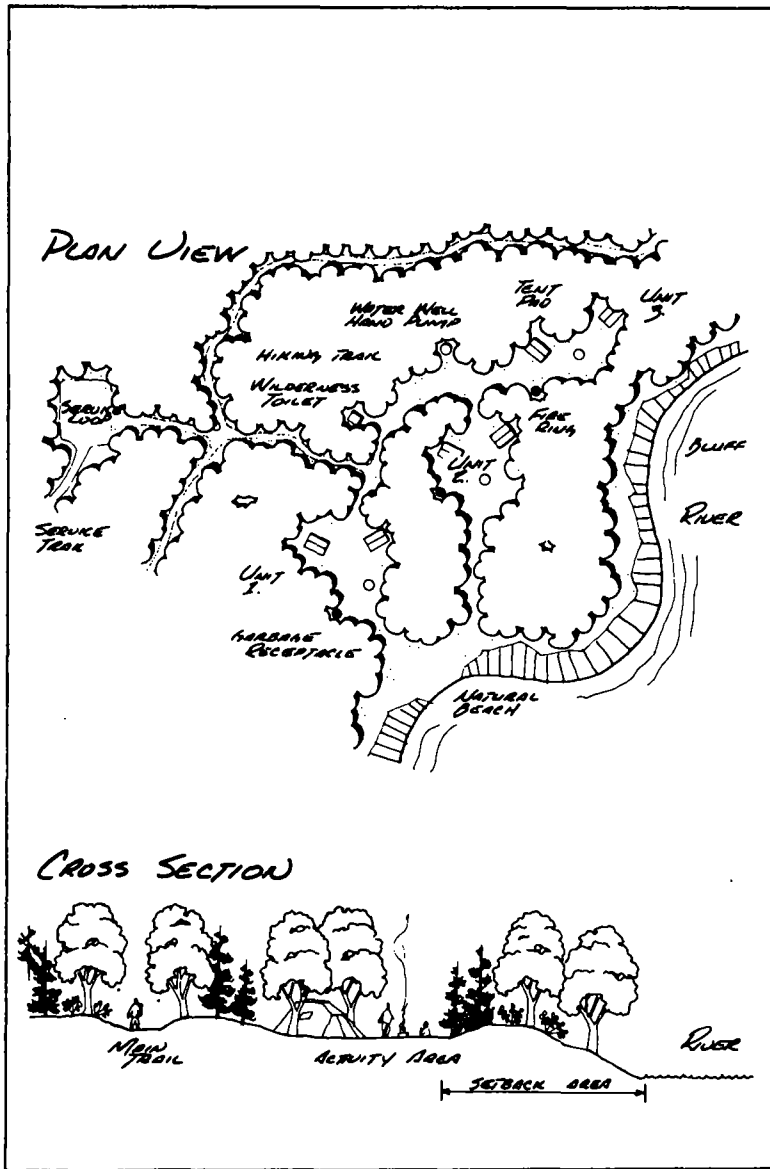 PLAN VIEW
TENT
PAD
UNIT
3
WATER WELL
HAND PUMP
HIKING TRAIL
WILDERNESS
TOILET
SERVICE
LOOP
FIRE
RING
BLUFF
UNIT
2.
RIVER
SERVICE
TRAIL
UNIT
1.
GARBAGE
RECEPTACLE
NATURAL
BEACH
CROSS SECTION
MAIN
TRAIL
ACTIVITY AREA
RIVER
SETBACK AREA